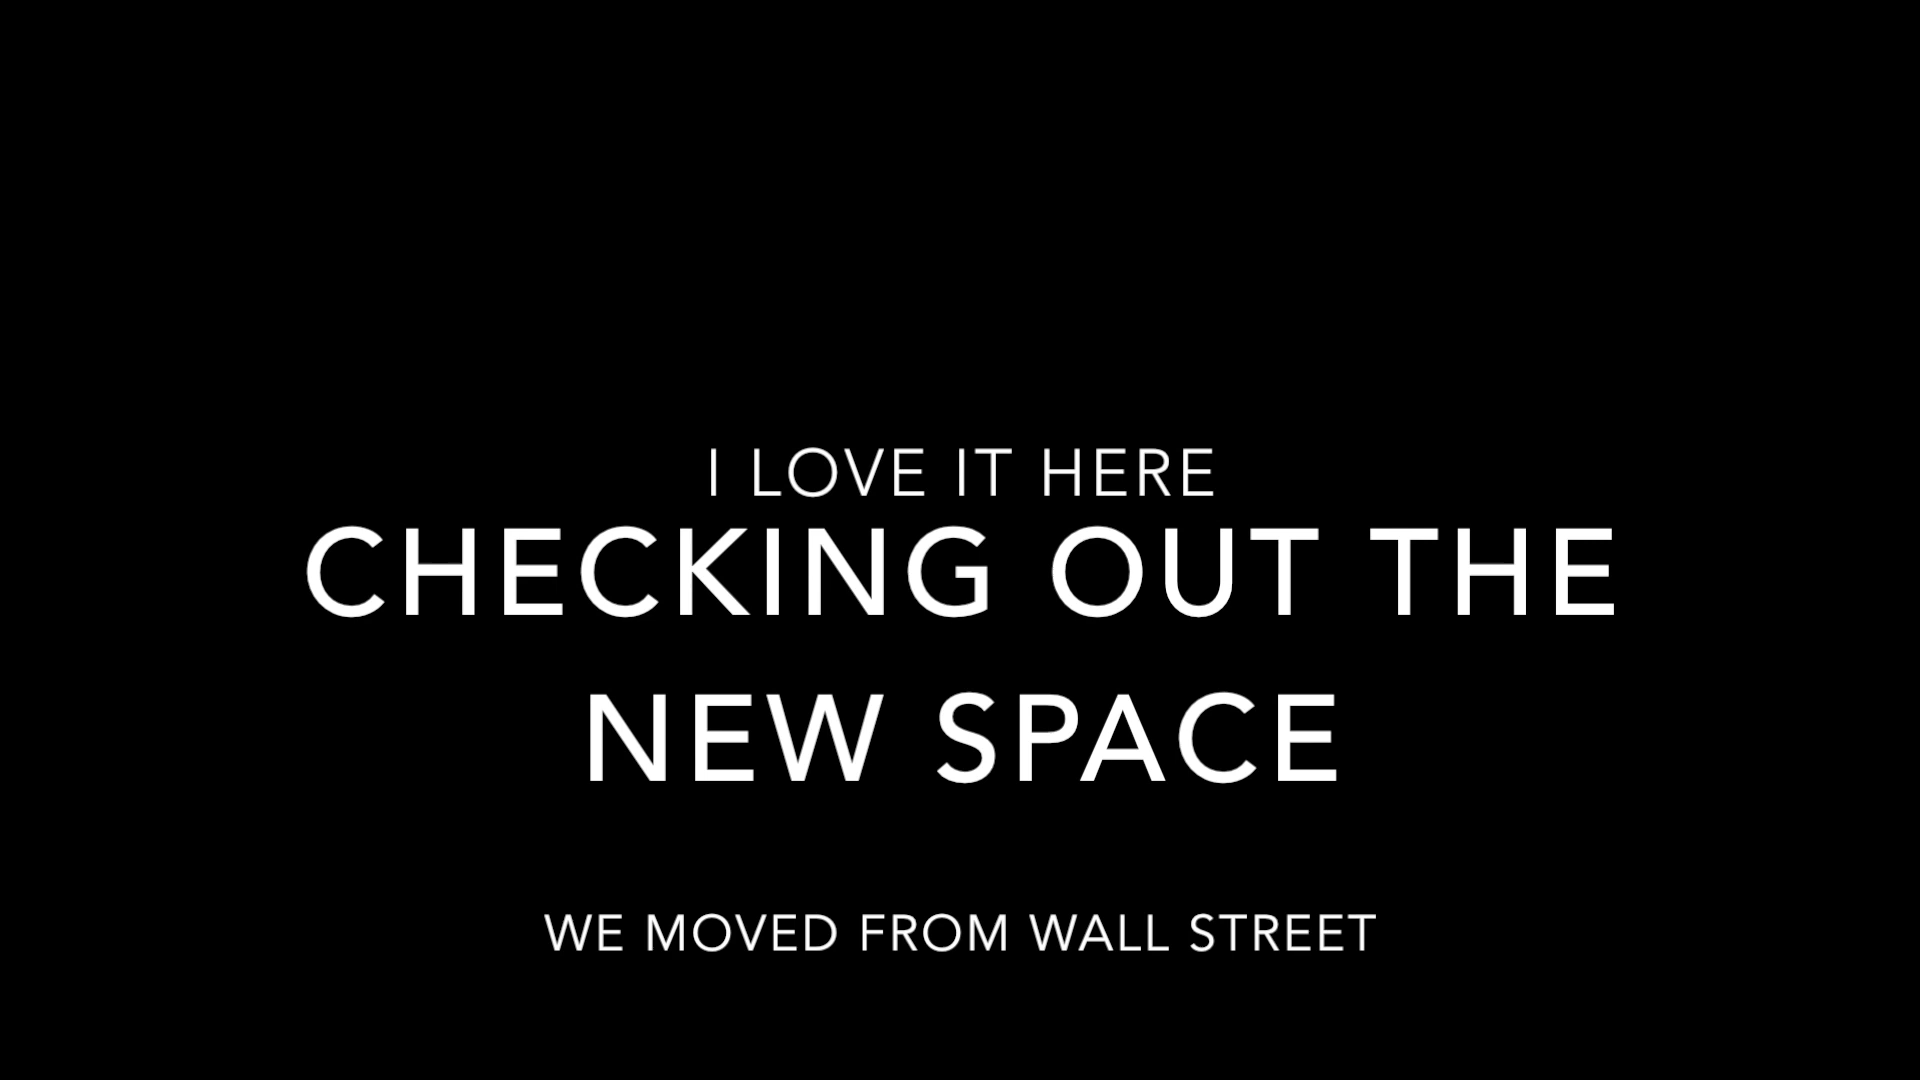 I LOVE IT HERE
CHECKING OUT THE
NEW SPACE
WE MOVED FROM WALL STREET